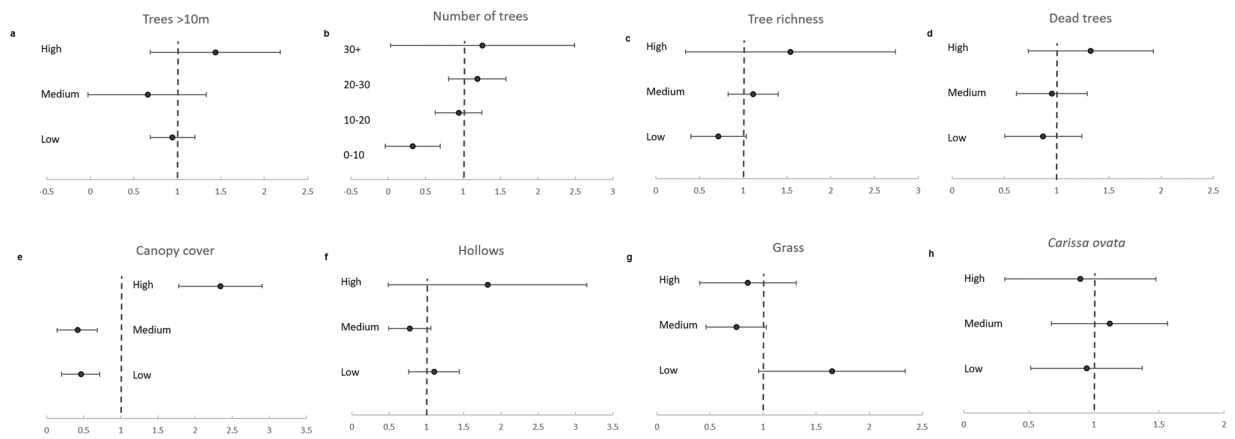 a Trees >10m
High
Medium
Low
-0.5 0 0.5 1 1.5 2 2.5
b Number of trees
30+
20-30
10-20
0-10
-0.5 0 0.5 1 1.5 2 2.5 3
c Tree richness
High
Medium
Low
0 0.5 1 1.5 2 2.5 3
d Dead trees
High
Medium
Low
0 0.5 1 1.5 2 2.5
e Canopy cover
High
Medium
Low
0 0.5 1 1.5 2 2.5 3
f Hollows
High
Medium
Low
0 0.5 1 1.5 2 2.5 3 3.5
g Grass
High
Medium
Low
0 0.5 1 1.5 2 2.5
h Carissa ovata
High
Medium
Low
0 0.5 1 1.5 2